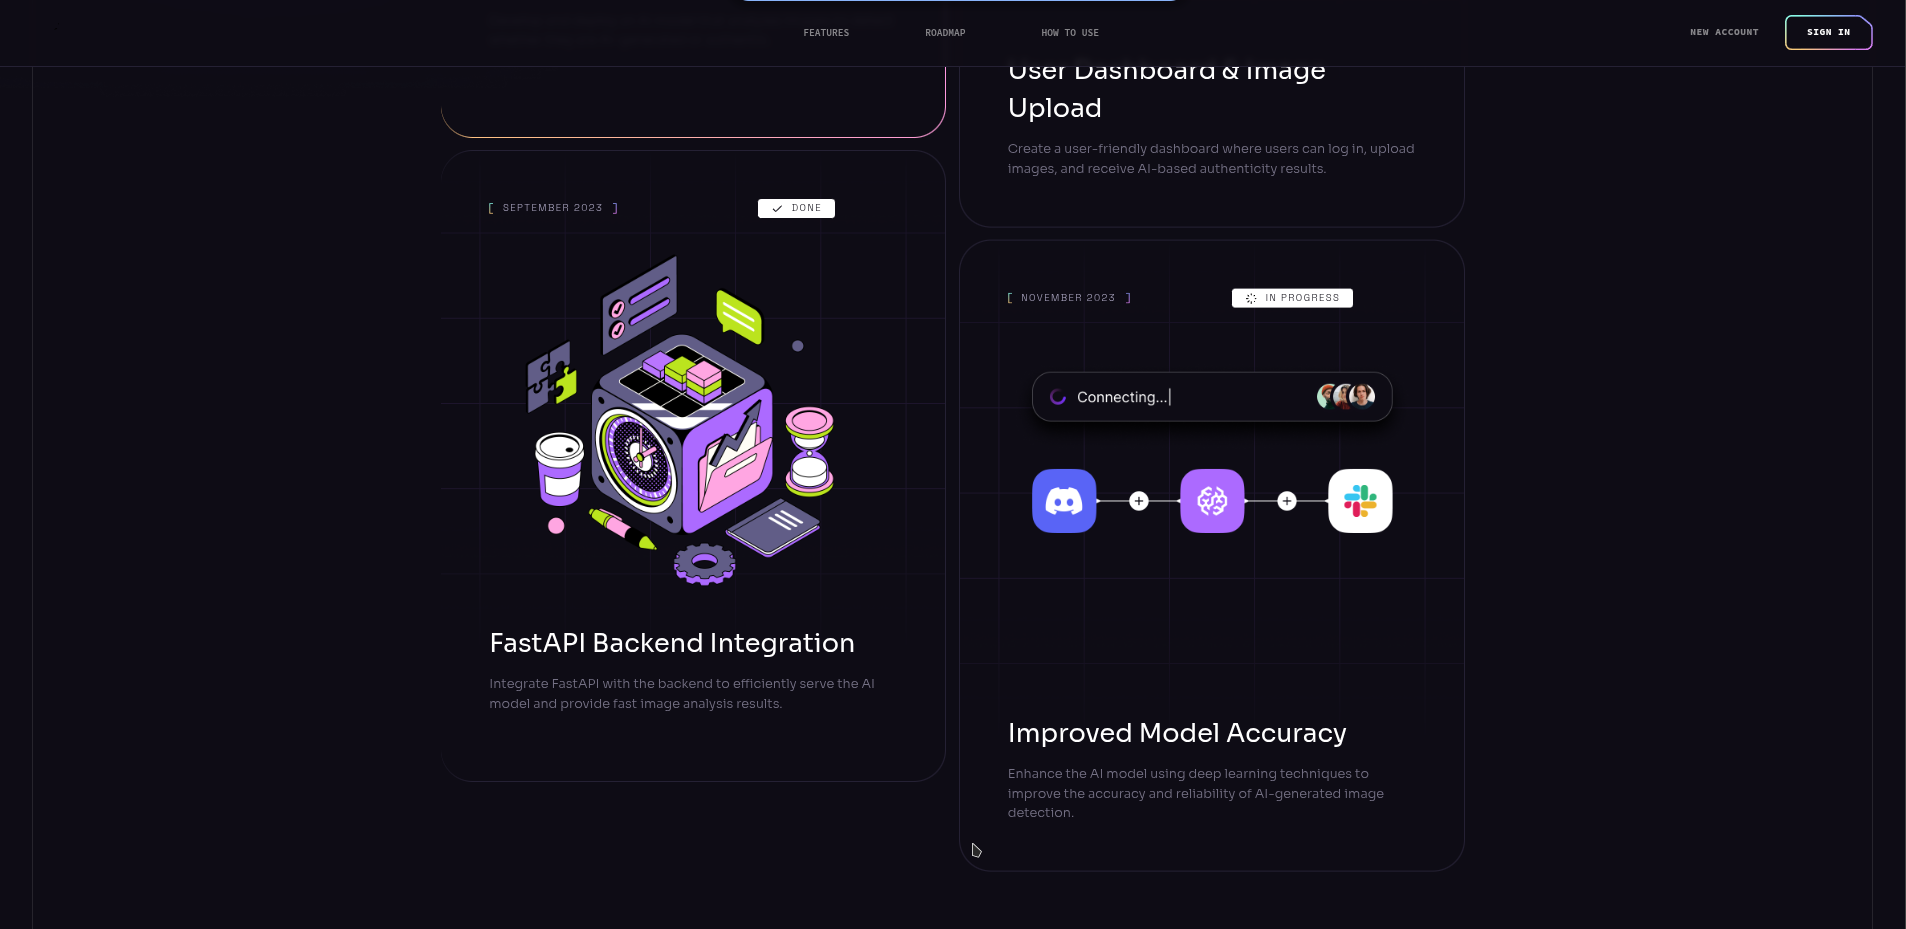 FEATURES
ROADMAP
HOW TO USE
NEW ACCOUNT
SIGN IN
User Dashboard & Image
Upload
Create a user-friendly dashboard where users can log in, upload
images, and receive AI-based authenticity results.
[ SEPTEMBER 2023 ]
DONE
FastAPI Backend Integration
Integrate FastAPI with the backend to efficiently serve the AI
model and provide fast image analysis results.
[ NOVEMBER 2023 ]
IN PROGRESS
Connecting...|
Improved Model Accuracy
Enhance the AI model using deep learning techniques to
improve the accuracy and reliability of AI-generated image
detection.